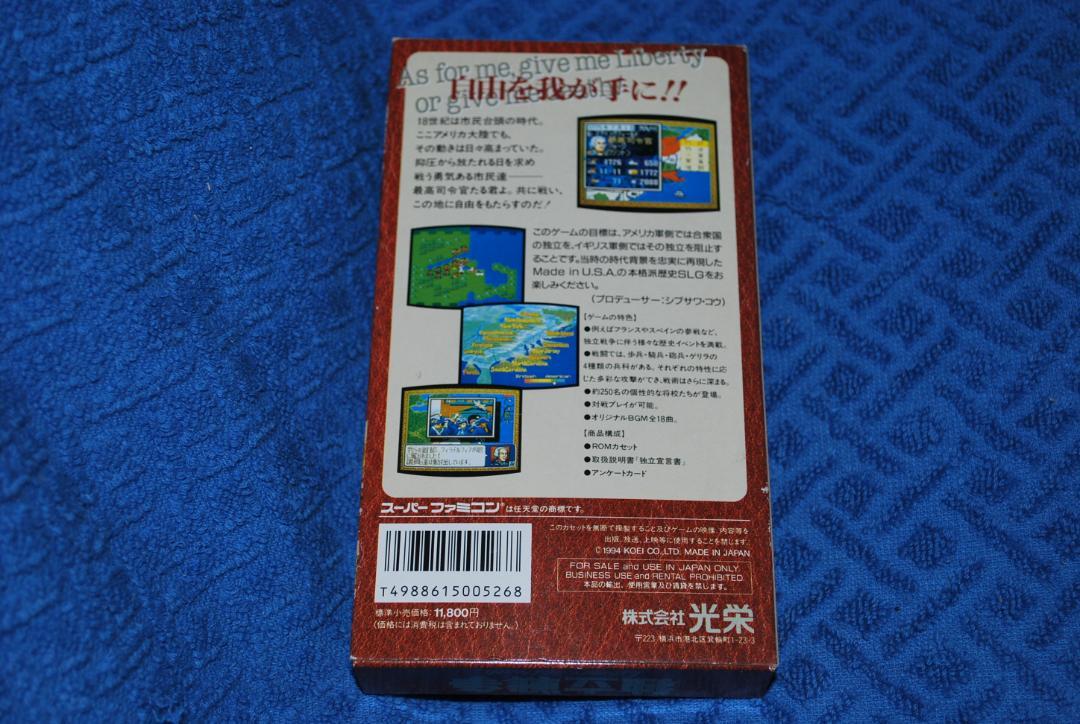 As for me, give me Liberty
or give me death
自由を我が手に!!
18世紀は市民台頭の時代。
ここアメリカ大陸でも、
その動きは日々高まっていた。
抑圧から放たれる日を求め
戦う勇気ある市民達───
最高司令官たる君よ。共に戦い、
この地に自由をもたらすのだ!
1776 650
11-11 1772
2000
このゲームの目標は、アメリカ軍側では合衆国
の独立を、イギリス軍側ではその独立を阻止す
ることです。当時の時代背景を忠実に再現した
Made in U.S.A.の本格派歴史SLGをお
楽しみください。
(プロデューサー:シブサワ・コウ)
【ゲームの特色】
●例えばフランスやスペインの参戦など、
独立戦争に伴う様々な歴史イベントを満載。
●戦闘では、歩兵・騎兵・砲兵・ゲリラの
4種類の兵科がある。それぞれの特性に応
じた多彩な攻撃ができ、戦術はさらに深まる。
●約250名の個性的な将校たちが登場。
●対戦プレイが可能。
●オリジナルBGM全18曲。
【商品構成】
●ROMカセット
●取扱説明書「独立宣言書」
●アンケートカード
スーパーファミコンは任天堂の商標です。
このカセットを無断で複製すること及びゲームの映像、内容等を
出版、放送、上映等に使用することを禁じます。
©1994 KOEI CO.,LTD. MADE IN JAPAN
FOR SALE and USE IN JAPAN ONLY.
BUSINESS USE and RENTAL PROHIBITED.
本品の輸出、使用営業及び賃貸を禁じます。
T4988615005268
標準小売価格:11,800円
(価格には消費税は含まれておりません。)
株式会社 光栄
〒223 横浜市港北区箕輪町1-23-3